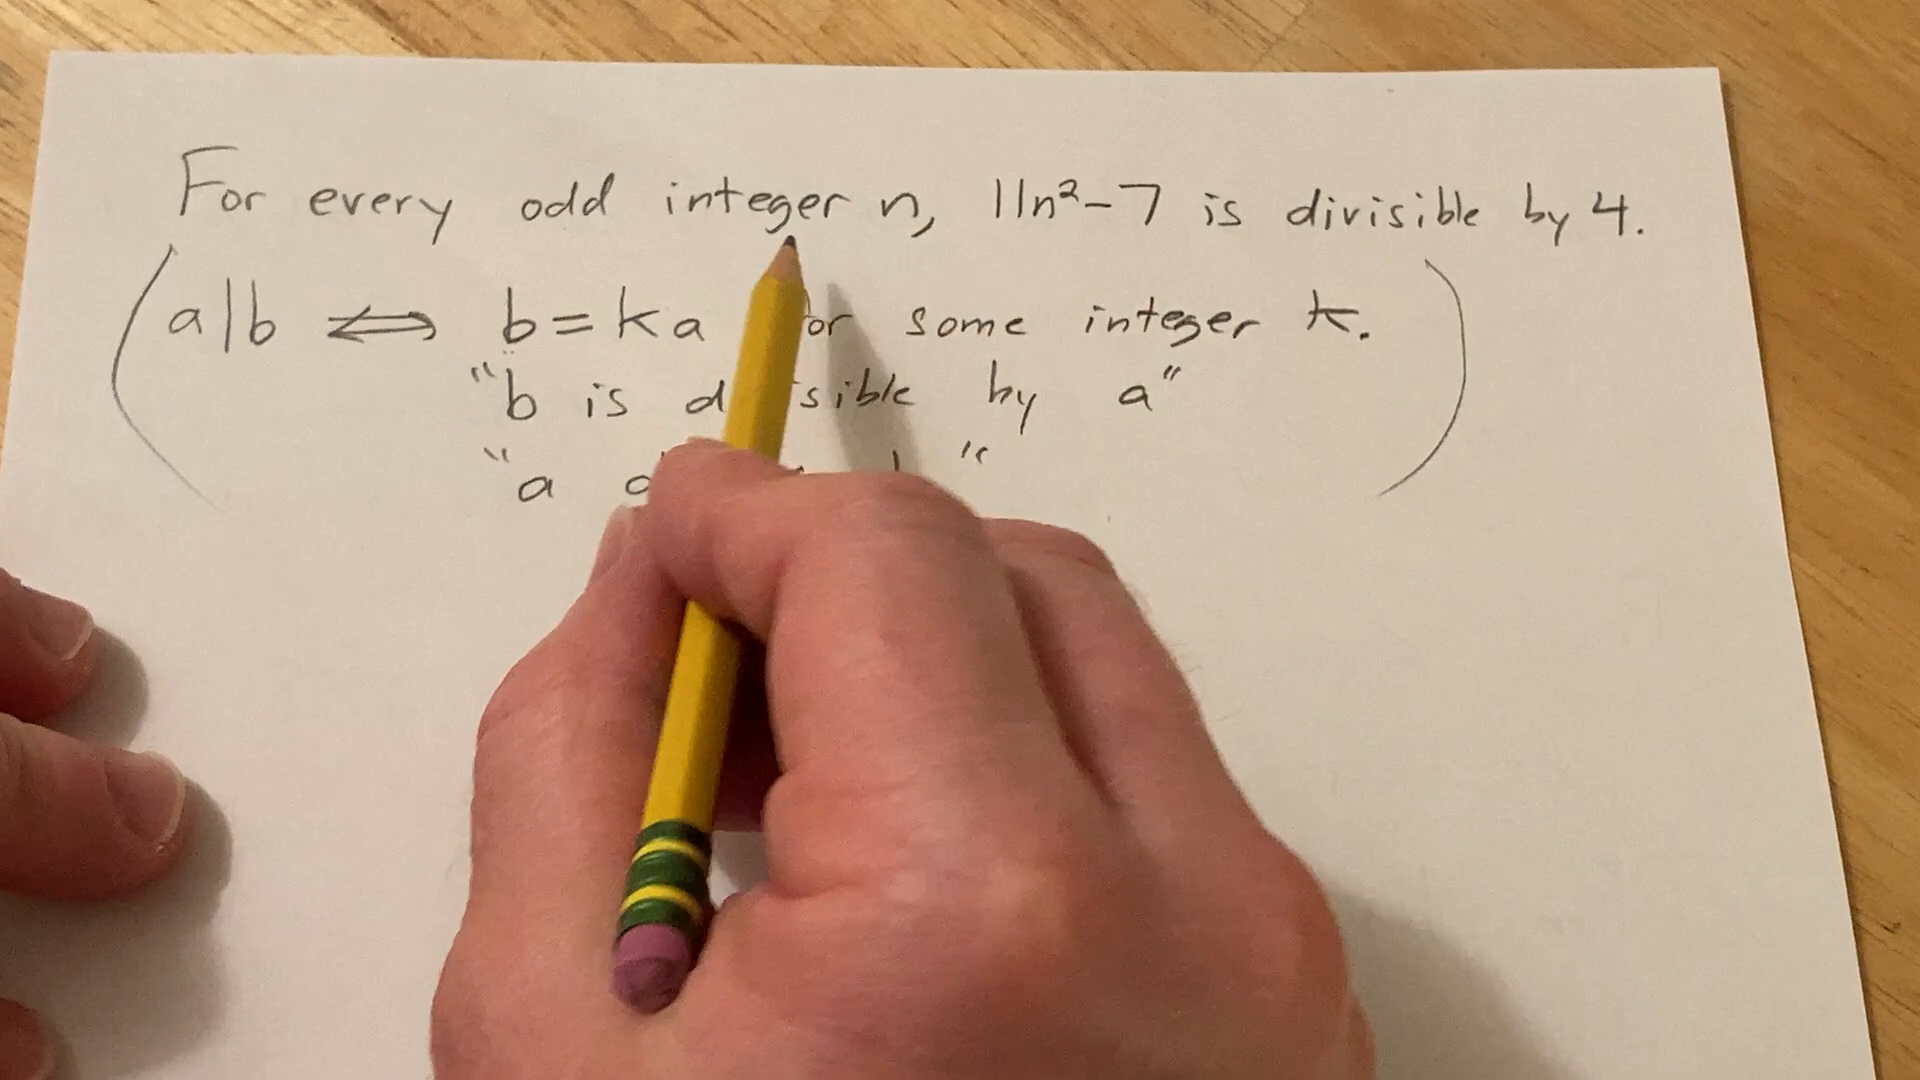 For every odd integer n, 11n²-7 is divisible by 4.
(a|b ⟺ b=ka for some integer k.)
"b is divisible by a"
"a "